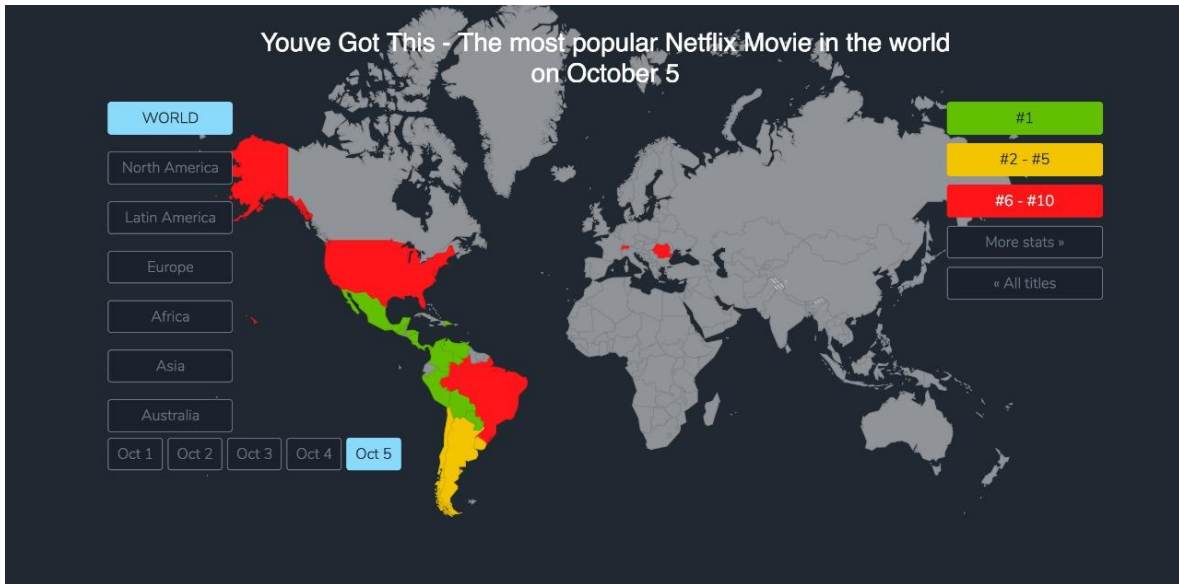 Youve Got This - The most popular Netflix Movie in the world
on October 5
WORLD
North America
Latin America
Europe
Africa
Asia
Australia
Oct 1 Oct 2 Oct 3 Oct 4 Oct 5
#1
#2 - #5
#6 - #10
More stats »
« All titles